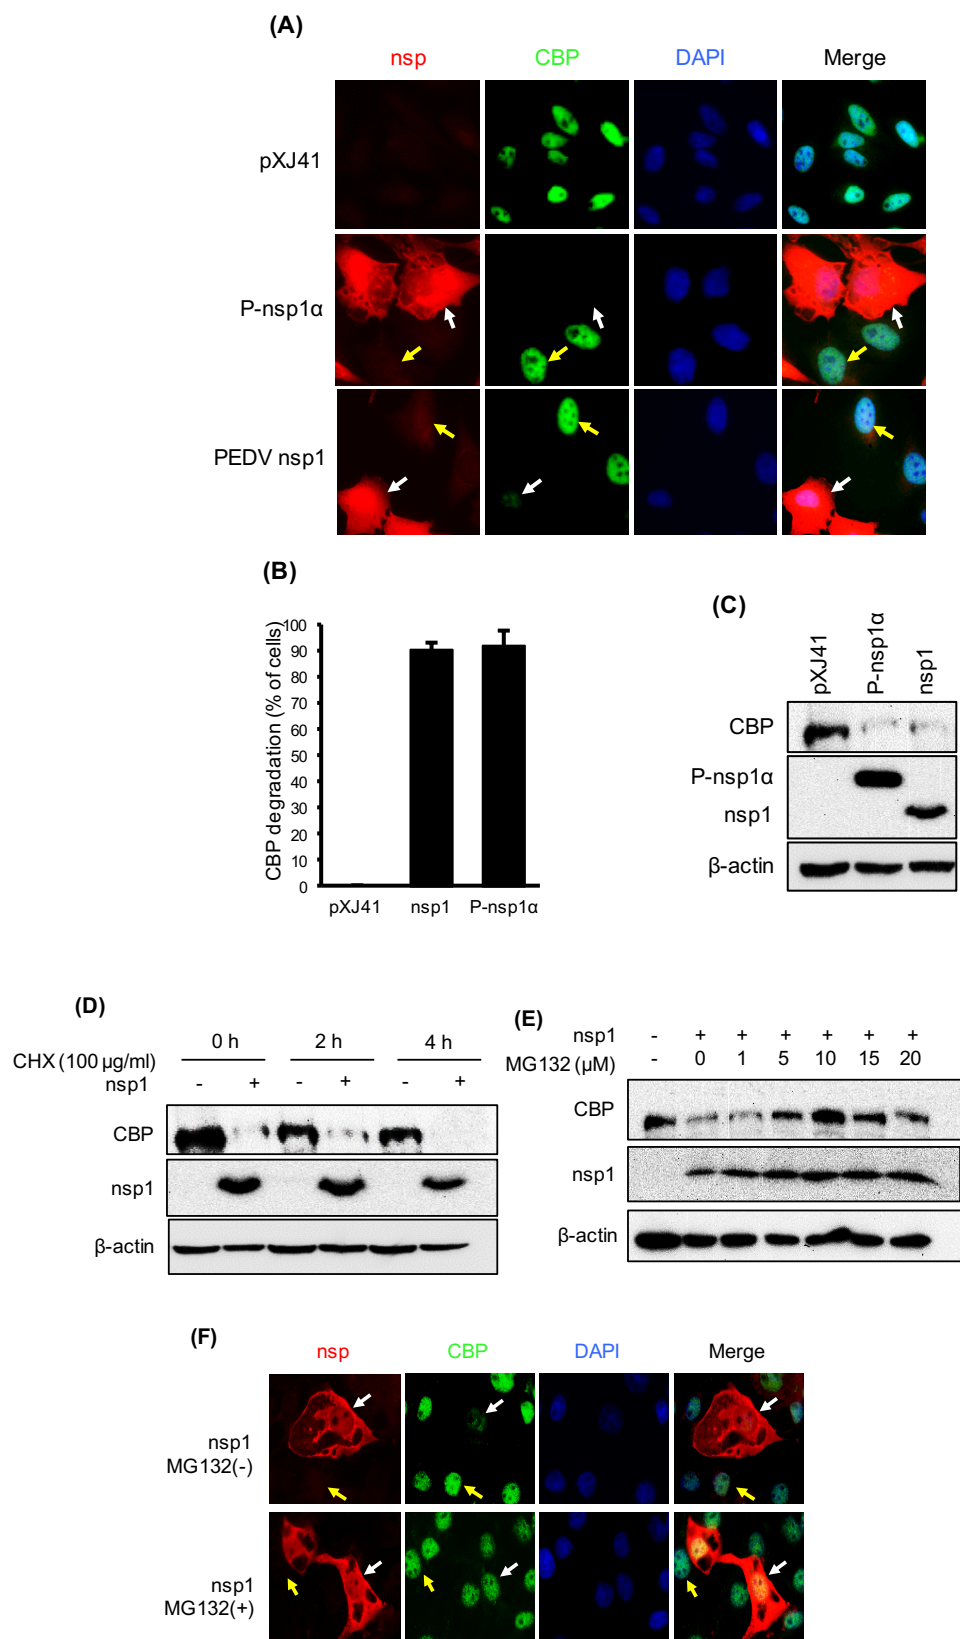 (A)
nsp CBP DAPI Merge
pXJ41
P-nsp1α
PEDV nsp1
(B)
CBP degradation (% of cells)
100
90
80
70
60
50
40
30
20
10
0
pXJ41 nsp1 P-nsp1α
(C)
pXJ41 P-nsp1α nsp1
CBP
P-nsp1α
nsp1
β-actin
(D)
0 h 2 h 4 h
CHX (100 µg/ml)
nsp1 - + - + - +
CBP
nsp1
β-actin
(E)
nsp1 - + + + + + +
MG132 (µM) - 0 1 5 10 15 20
CBP
nsp1
β-actin
(F)
nsp CBP DAPI Merge
nsp1
MG132(-)
nsp1
MG132(+)